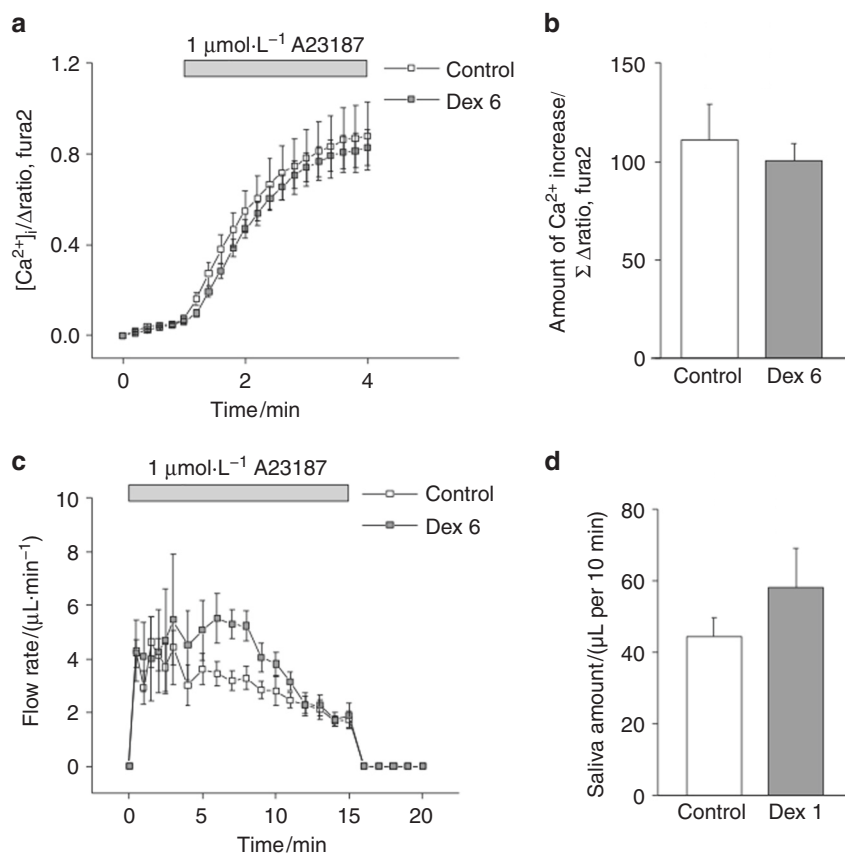 a
1 μmol·L⁻¹ A23187
Control
Dex 6
1.2
0.8
0.4
0.0
[Ca²⁺]ᵢ/Δratio, fura2
0
2
4
Time/min
b
150
100
50
0
Amount of Ca²⁺ increase/
Σ Δratio, fura2
Control
Dex 6
c
1 μmol·L⁻¹ A23187
Control
Dex 6
10
8
6
4
2
0
Flow rate/(μL·min⁻¹)
0
5
10
15
20
Time/min
d
80
60
40
20
0
Saliva amount/(μL per 10 min)
Control
Dex 1